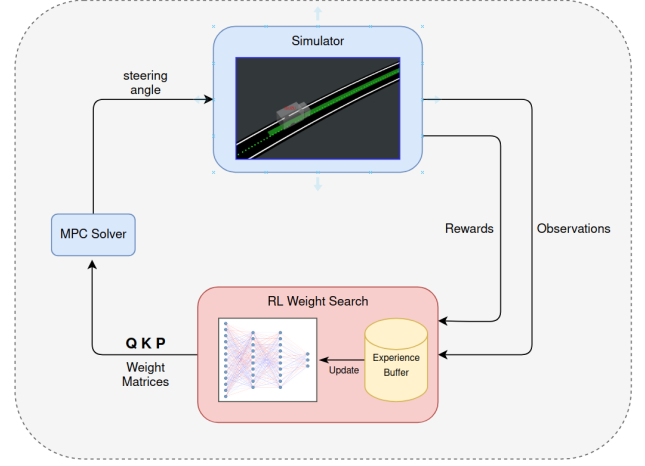 Simulator
steering
angle
MPC Solver
Rewards
Observations
RL Weight Search
Q K P
Weight
Matrices
Update
Experience
Buffer